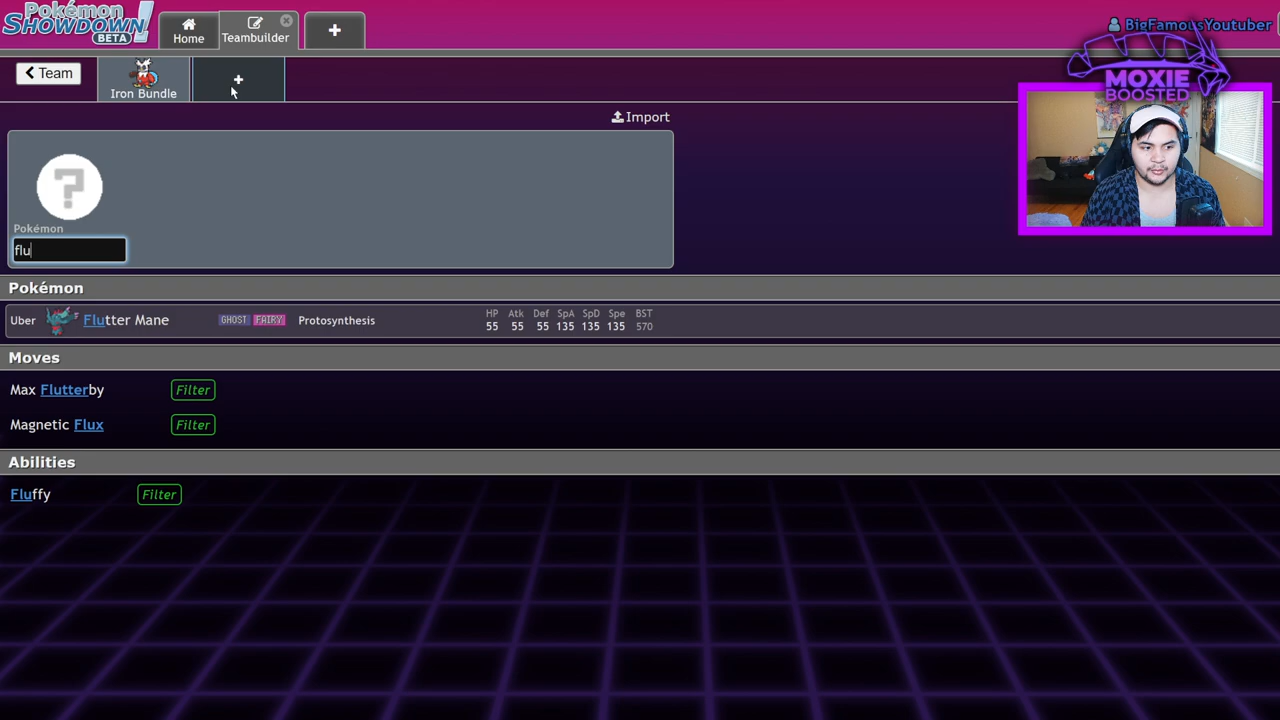 Pokémon
SHOWDOWN!
BETA
Home
Teambuilder
+
BigFamousYoutuber
< Team
Iron Bundle
+
MOXIE
BOOSTED
Import
?
Pokémon
flu
Pokémon
HP Atk Def SpA SpD Spe BST
Uber Flutter Mane GHOST FAIRY Protosynthesis 55 55 55 135 135 135 570
Moves
Max Flutterby Filter
Magnetic Flux Filter
Abilities
Fluffy Filter